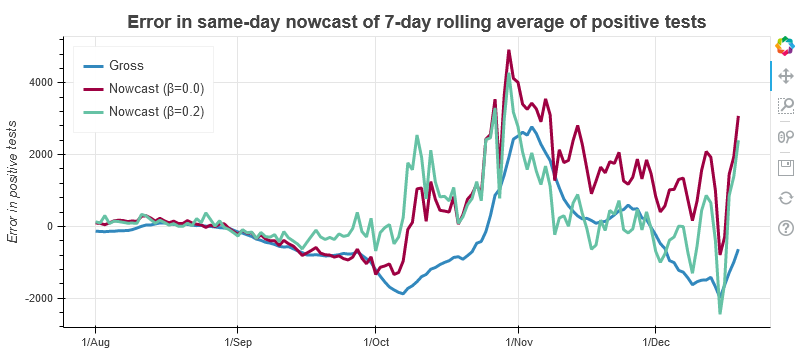 Error in same-day nowcast of 7-day rolling average of positive tests
Gross
Nowcast (β=0.0)
Nowcast (β=0.2)
Error in positive tests
4000
2000
0
-2000
1/Aug
1/Sep
1/Oct
1/Nov
1/Dec